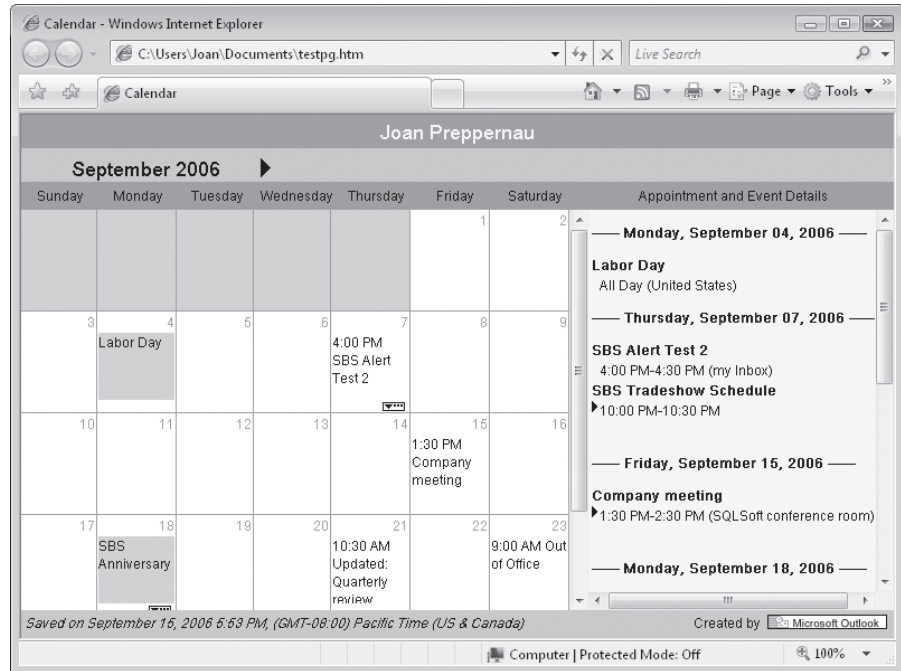 Calendar - Windows Internet Explorer
C:\Users\Joan\Documents\testpg.htm
Live Search
Calendar
Page
Tools
Joan Preppernau
September 2006
Sunday Monday Tuesday Wednesday Thursday Friday Saturday
Appointment and Event Details
1 2
3 4 5 6 7 8 9
Labor Day
4:00 PM
SBS Alert
Test 2
10 11 12 13 14 15 16
1:30 PM
Company
meeting
17 18 19 20 21 22 23
SBS
Anniversary
10:30 AM
Updated:
Quarterly
review
9:00 AM Out
of Office
Monday, September 04, 2006
Labor Day
All Day (United States)
Thursday, September 07, 2006
SBS Alert Test 2
4:00 PM-4:30 PM (my Inbox)
SBS Tradeshow Schedule
10:00 PM-10:30 PM
Friday, September 15, 2006
Company meeting
1:30 PM-2:30 PM (SQLSoft conference room)
Monday, September 18, 2006
Saved on September 15, 2006 5:53 PM, (GMT-08:00) Pacific Time (US & Canada)
Created by Microsoft Outlook
Computer | Protected Mode: Off
100%